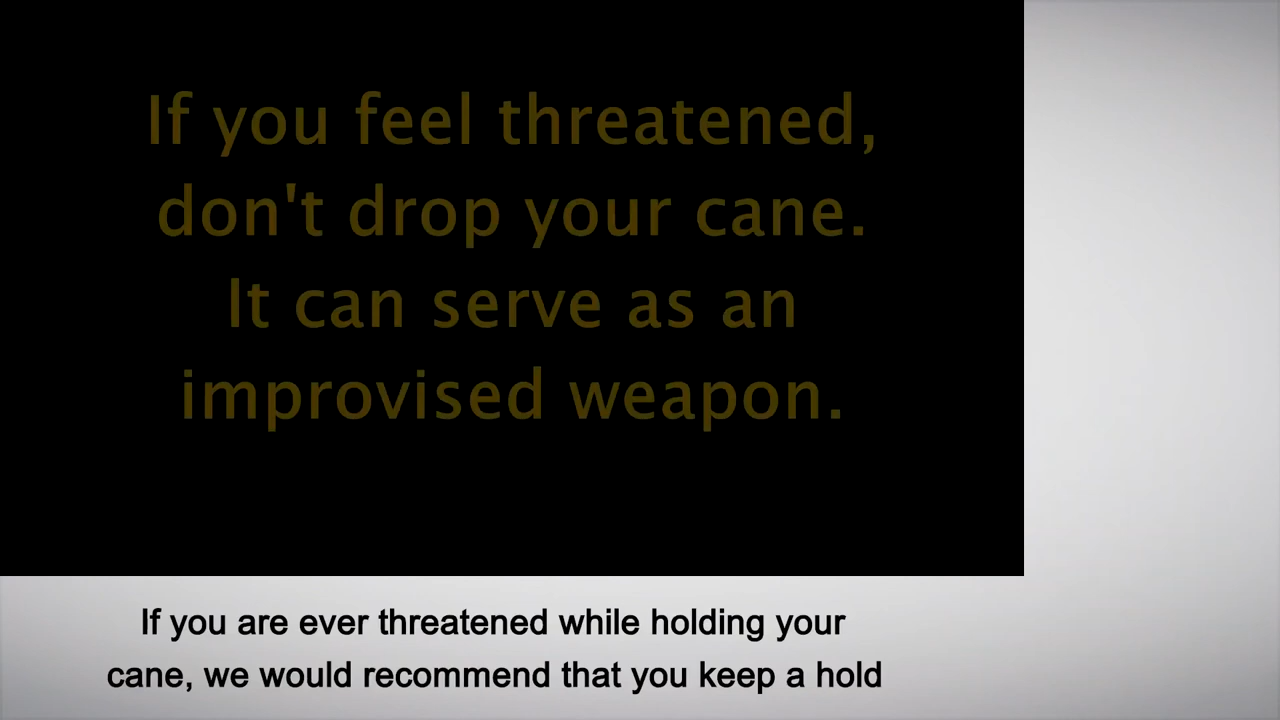 If you feel threatened,
don't drop your cane.
It can serve as an
improvised weapon.
If you are ever threatened while holding your
cane, we would recommend that you keep a hold